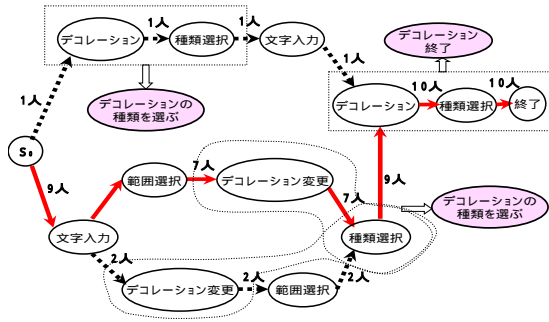 1人
1人
デコレーション
種類選択
文字入力
デコレーション
終了
1人
1人
10人
10人
デコレーションの
種類を選ぶ
デコレーション
種類選択
終了
S₀
9人
範囲選択
7人
デコレーション変更
7人
9人
デコレーションの
種類を選ぶ
文字入力
種類選択
2人
2人
2人
デコレーション変更
範囲選択